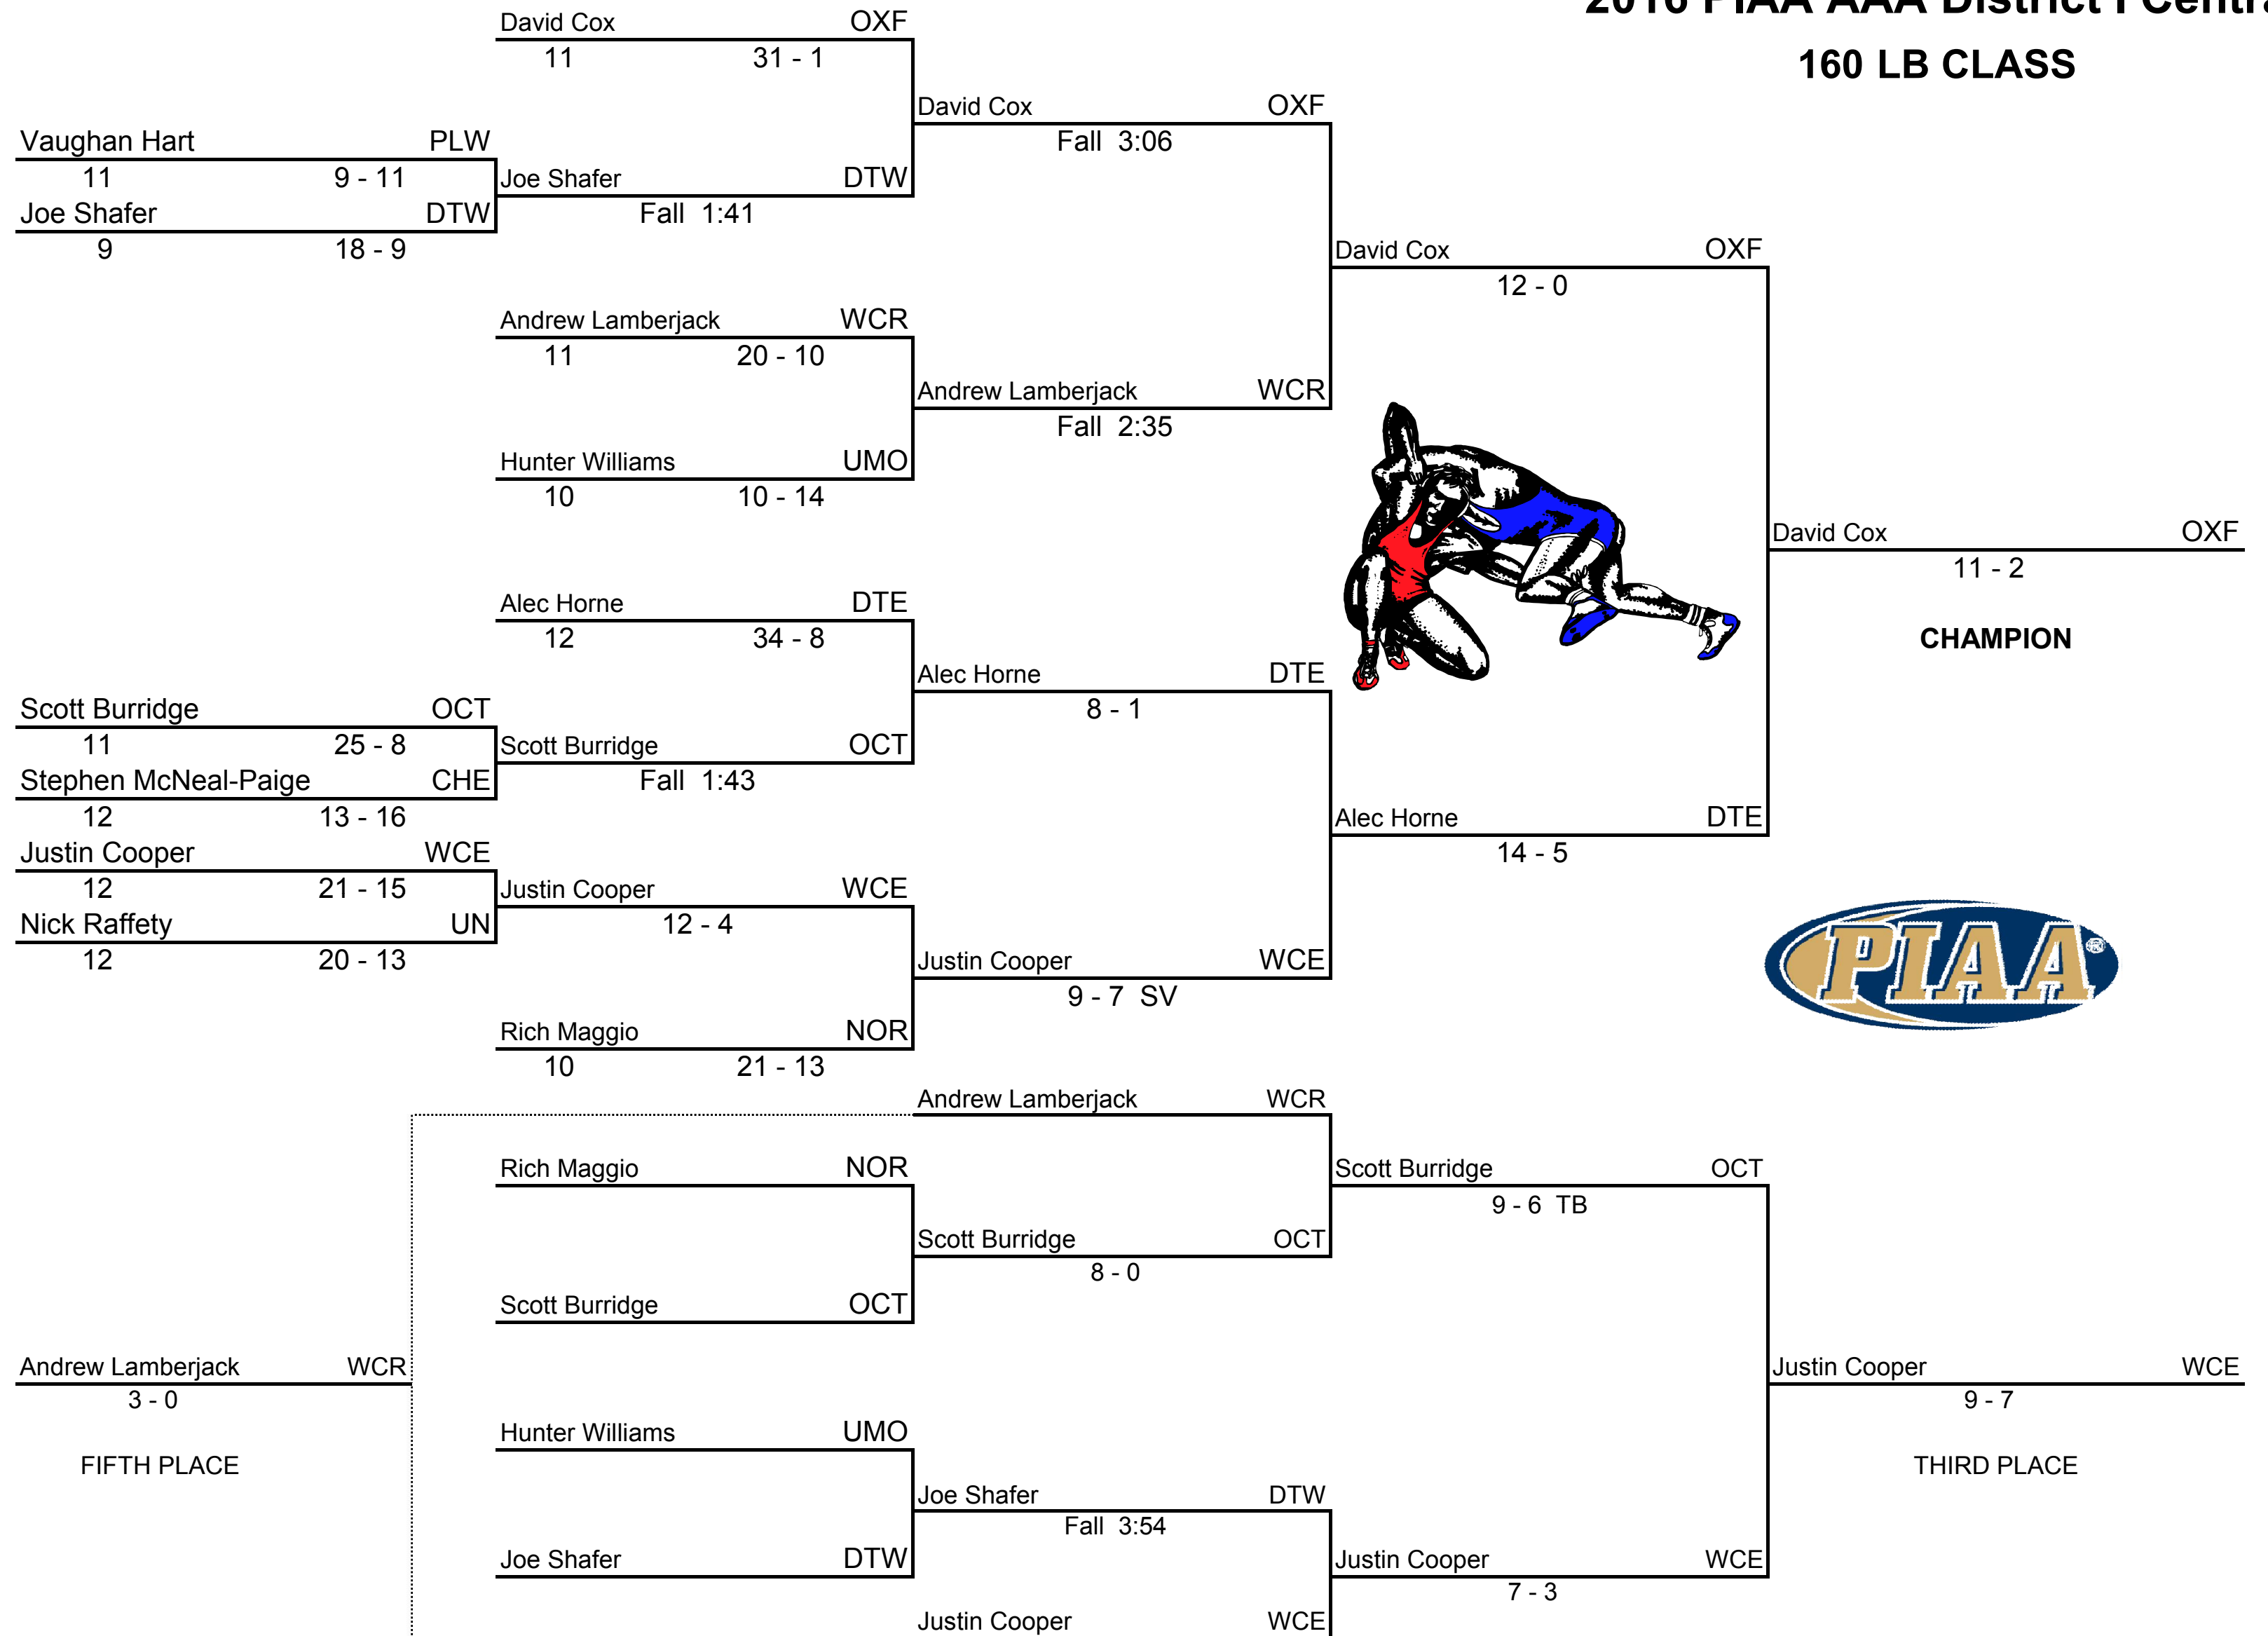 2016 PIAA AAA District I Centra
160 LB CLASS
David Cox OXF
11 31 - 1
David Cox OXF
Fall 3:06
Vaughan Hart PLW
11 9 - 11
Joe Shafer DTW
Fall 1:41
Joe Shafer DTW
9 18 - 9
David Cox OXF
12 - 0
Andrew Lamberjack WCR
11 20 - 10
Andrew Lamberjack WCR
Fall 2:35
Hunter Williams UMO
10 10 - 14
David Cox OXF
11 - 2
CHAMPION
Alec Horne DTE
12 34 - 8
Alec Horne DTE
8 - 1
Scott Burridge OCT
11 25 - 8
Scott Burridge OCT
Fall 1:43
Stephen McNeal-Paige CHE
12 13 - 16
Alec Horne DTE
14 - 5
Justin Cooper WCE
12 21 - 15
Justin Cooper WCE
12 - 4
Nick Raffety UN
12 20 - 13
Justin Cooper WCE
9 - 7 SV
PIAA®
Rich Maggio NOR
10 21 - 13
Andrew Lamberjack WCR
Rich Maggio NOR
Scott Burridge OCT
9 - 6 TB
Scott Burridge OCT
8 - 0
Scott Burridge OCT
Andrew Lamberjack WCR
3 - 0
FIFTH PLACE
Justin Cooper WCE
9 - 7
THIRD PLACE
Hunter Williams UMO
Joe Shafer DTW
Fall 3:54
Joe Shafer DTW
Justin Cooper WCE
7 - 3
Justin Cooper WCE